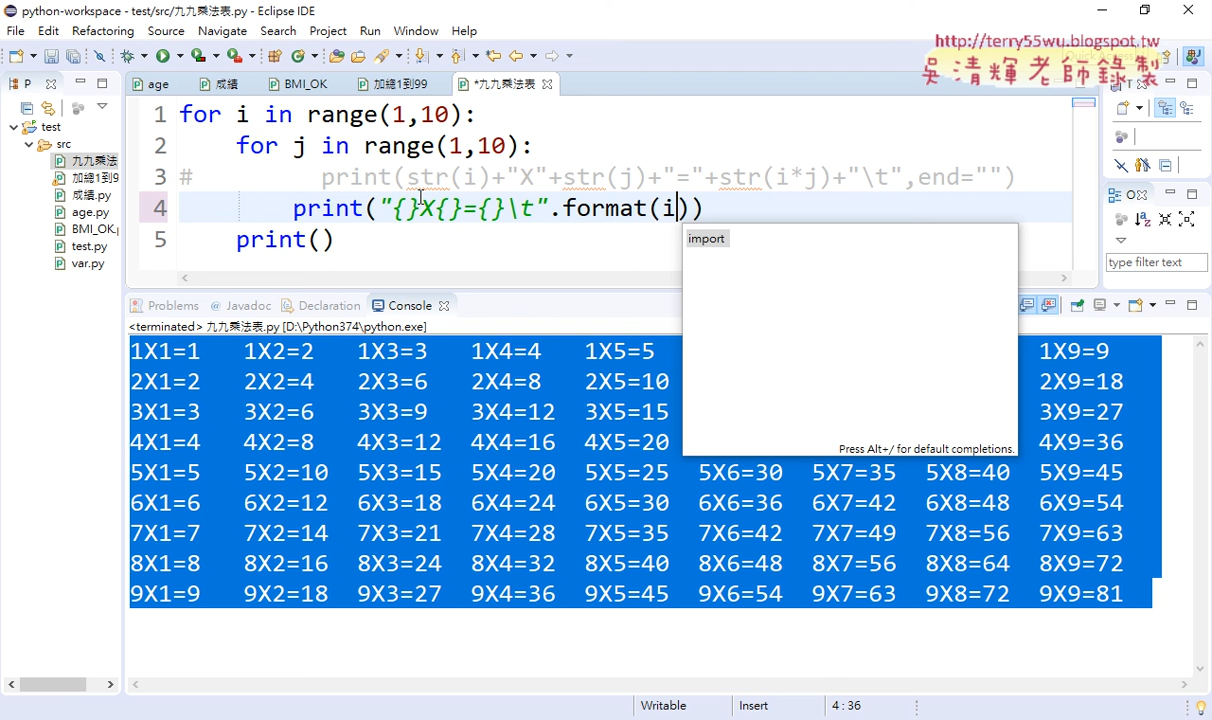 python-workspace - test/src/九九乘法表.py - Eclipse IDE
File Edit Refactoring Source Navigate Search Project Run Window Help
http://terry55wu.blogspot.tw
吳清輝老師錄製
P
age
成績
BMI_OK
加總1到99
*九九乘法表
test
src
九九乘法
加總1到9
成績.py
age.py
BMI_OK.p
test.py
var.py
1 for i in range(1,10):
2 for j in range(1,10):
3 # print(str(i)+"X"+str(j)+"="+str(i*j)+"\t",end="")
4 print("{}X{}={}\t".format(i))
5 print()
import
Press Alt+/ for default completions.
O
type filter text
Problems @ Javadoc Declaration Console
<terminated> 九九乘法表.py [D:\Python374\python.exe]
1X1=1 1X2=2 1X3=3 1X4=4 1X5=5 1X9=9
2X1=2 2X2=4 2X3=6 2X4=8 2X5=10 2X9=18
3X1=3 3X2=6 3X3=9 3X4=12 3X5=15 3X9=27
4X1=4 4X2=8 4X3=12 4X4=16 4X5=20 4X9=36
5X1=5 5X2=10 5X3=15 5X4=20 5X5=25 5X6=30 5X7=35 5X8=40 5X9=45
6X1=6 6X2=12 6X3=18 6X4=24 6X5=30 6X6=36 6X7=42 6X8=48 6X9=54
7X1=7 7X2=14 7X3=21 7X4=28 7X5=35 7X6=42 7X7=49 7X8=56 7X9=63
8X1=8 8X2=16 8X3=24 8X4=32 8X5=40 8X6=48 8X7=56 8X8=64 8X9=72
9X1=9 9X2=18 9X3=27 9X4=36 9X5=45 9X6=54 9X7=63 9X8=72 9X9=81
Writable Insert 4 : 36